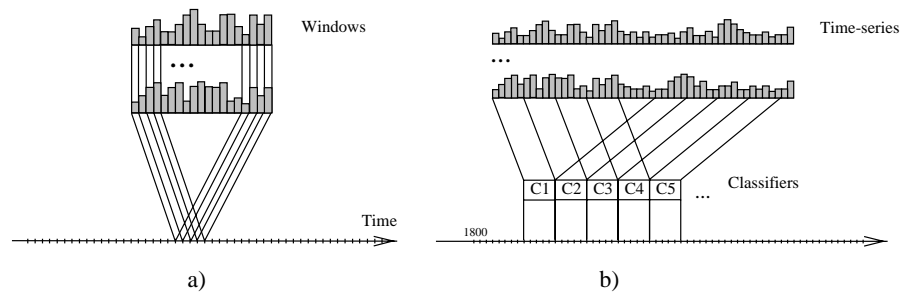 Windows
...
Time
a)
Time-series
...
C1 C2 C3 C4 C5 ... Classifiers
1800
b)